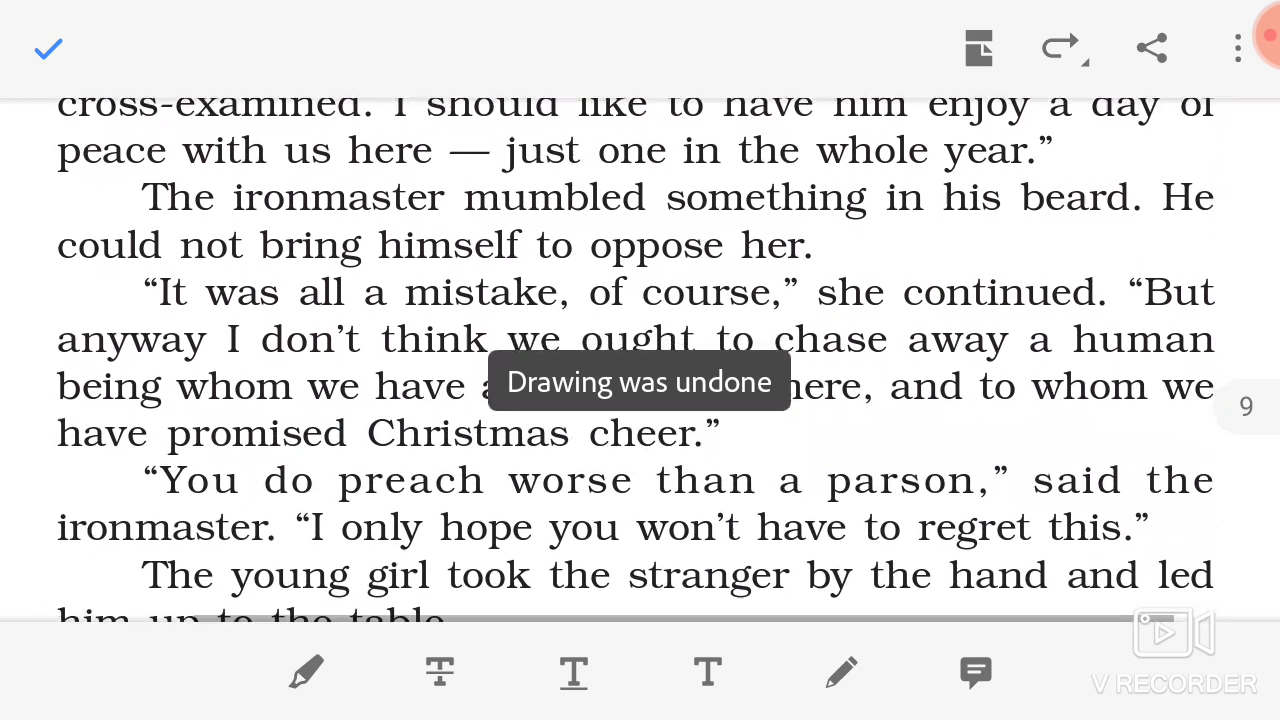 cross-examined. I should like to have him enjoy a day of
peace with us here — just one in the whole year.”
The ironmaster mumbled something in his beard. He
could not bring himself to oppose her.
“It was all a mistake, of course,” she continued. “But
anyway I don’t think we ought to chase away a human
being whom we have here, and to whom we
Drawing was undone
9
have promised Christmas cheer.”
“You do preach worse than a parson,” said the
ironmaster. “I only hope you won’t have to regret this.”
The young girl took the stranger by the hand and led
him up to the table.
V RECORDER